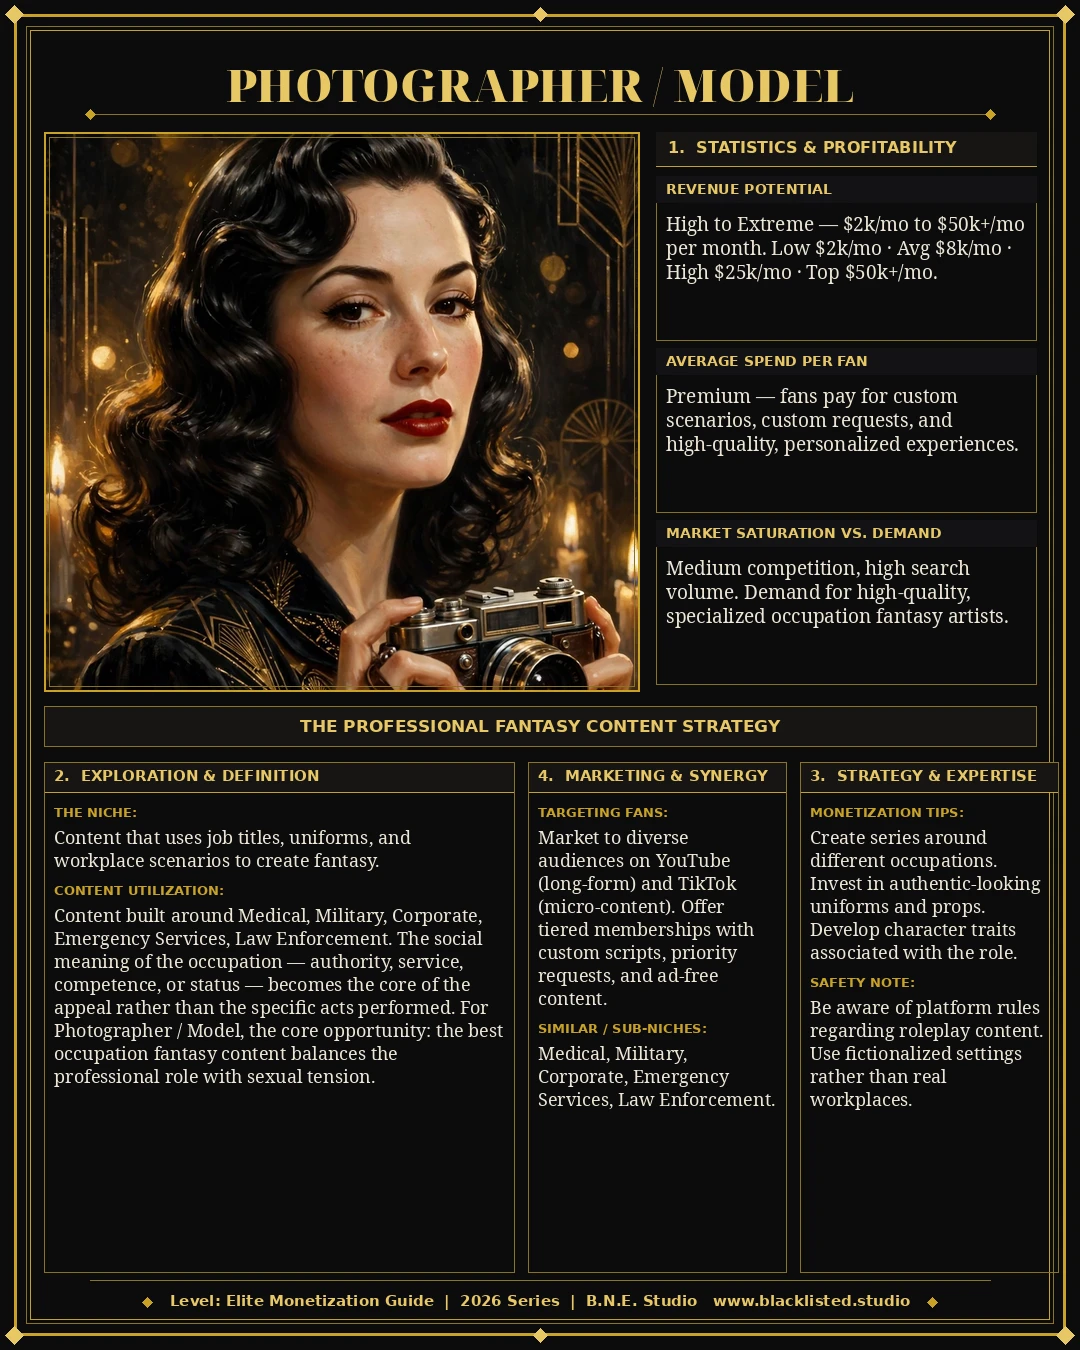 PHOTOGRAPHER / MODEL
1. STATISTICS & PROFITABILITY
REVENUE POTENTIAL
High to Extreme — $2k/mo to $50k+/mo
per month. Low $2k/mo · Avg $8k/mo ·
High $25k/mo · Top $50k+/mo.
AVERAGE SPEND PER FAN
Premium — fans pay for custom
scenarios, custom requests, and
high-quality, personalized experiences.
MARKET SATURATION VS. DEMAND
Medium competition, high search
volume. Demand for high-quality,
specialized occupation fantasy artists.
THE PROFESSIONAL FANTASY CONTENT STRATEGY
2. EXPLORATION & DEFINITION
THE NICHE:
Content that uses job titles, uniforms, and
workplace scenarios to create fantasy.
CONTENT UTILIZATION:
Content built around Medical, Military, Corporate,
Emergency Services, Law Enforcement. The social
meaning of the occupation — authority, service,
competence, or status — becomes the core of the
appeal rather than the specific acts performed. For
Photographer / Model, the core opportunity: the best
occupation fantasy content balances the
professional role with sexual tension.
4. MARKETING & SYNERGY
TARGETING FANS:
Market to diverse
audiences on YouTube
(long-form) and TikTok
(micro-content). Offer
tiered memberships with
custom scripts, priority
requests, and ad-free
content.
SIMILAR / SUB-NICHES:
Medical, Military,
Corporate, Emergency
Services, Law Enforcement.
3. STRATEGY & EXPERTISE
MONETIZATION TIPS:
Create series around
different occupations.
Invest in authentic-looking
uniforms and props.
Develop character traits
associated with the role.
SAFETY NOTE:
Be aware of platform rules
regarding roleplay content.
Use fictionalized settings
rather than real
workplaces.
Level: Elite Monetization Guide | 2026 Series | B.N.E. Studio www.blacklisted.studio